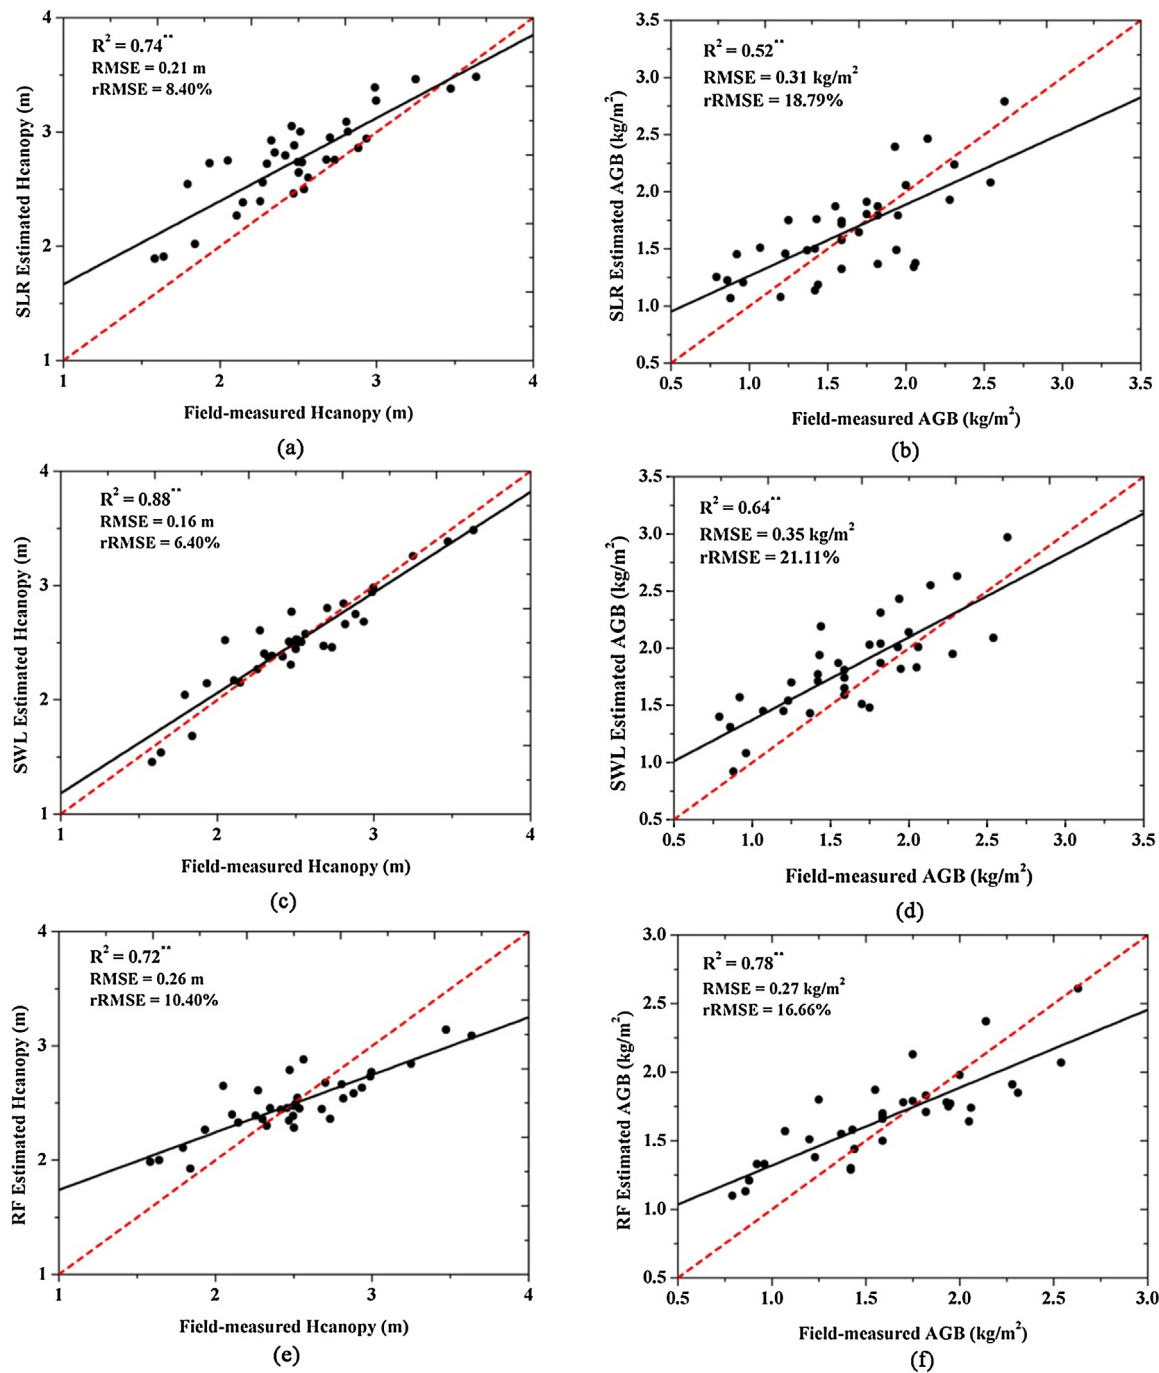 R² = 0.74**
RMSE = 0.21 m
rRMSE = 8.40%
4
3
2
1
SLR Estimated Hcanopy (m)
1 2 3 4
Field-measured Hcanopy (m)
(a)
R² = 0.52**
RMSE = 0.31 kg/m²
rRMSE = 18.79%
3.5
3.0
2.5
2.0
1.5
1.0
0.5
SLR Estimated AGB (kg/m²)
0.5 1.0 1.5 2.0 2.5 3.0 3.5
Field-measured AGB (kg/m²)
(b)
R² = 0.88**
RMSE = 0.16 m
rRMSE = 6.40%
4
3
2
1
SWL Estimated Hcanopy (m)
1 2 3 4
Field-measured Hcanopy (m)
(c)
R² = 0.64**
RMSE = 0.35 kg/m²
rRMSE = 21.11%
3.5
3.0
2.5
2.0
1.5
1.0
0.5
SWL Estimated AGB (kg/m²)
0.5 1.0 1.5 2.0 2.5 3.0 3.5
Field-measured AGB (kg/m²)
(d)
R² = 0.72**
RMSE = 0.26 m
rRMSE = 10.40%
4
3
2
1
RF Estimated Hcanopy (m)
1 2 3 4
Field-measured Hcanopy (m)
(e)
R² = 0.78**
RMSE = 0.27 kg/m²
rRMSE = 16.66%
3.0
2.5
2.0
1.5
1.0
0.5
RF Estimated AGB (kg/m²)
0.5 1.0 1.5 2.0 2.5 3.0
Field-measured AGB (kg/m²)
(f)